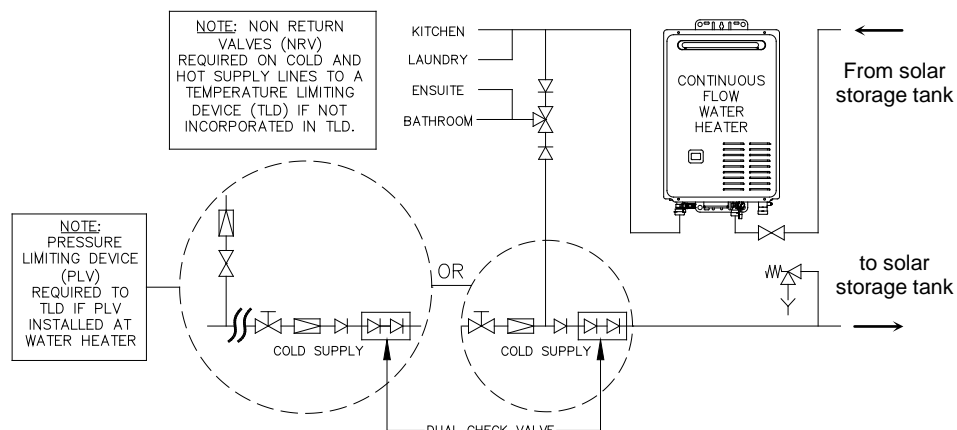 NOTE: NON RETURN
VALVES (NRV)
REQUIRED ON COLD AND
HOT SUPPLY LINES TO A
TEMPERATURE LIMITING
DEVICE (TLD) IF NOT
INCORPORATED IN TLD.
KITCHEN
LAUNDRY
ENSUITE
BATHROOM
CONTINUOUS
FLOW
WATER
HEATER
From solar
storage tank
NOTE:
PRESSURE
LIMITING DEVICE
(PLV)
REQUIRED TO
TLD IF PLV
INSTALLED AT
WATER HEATER
OR
to solar
storage tank
COLD SUPPLY
COLD SUPPLY
DUAL CHECK VALVE